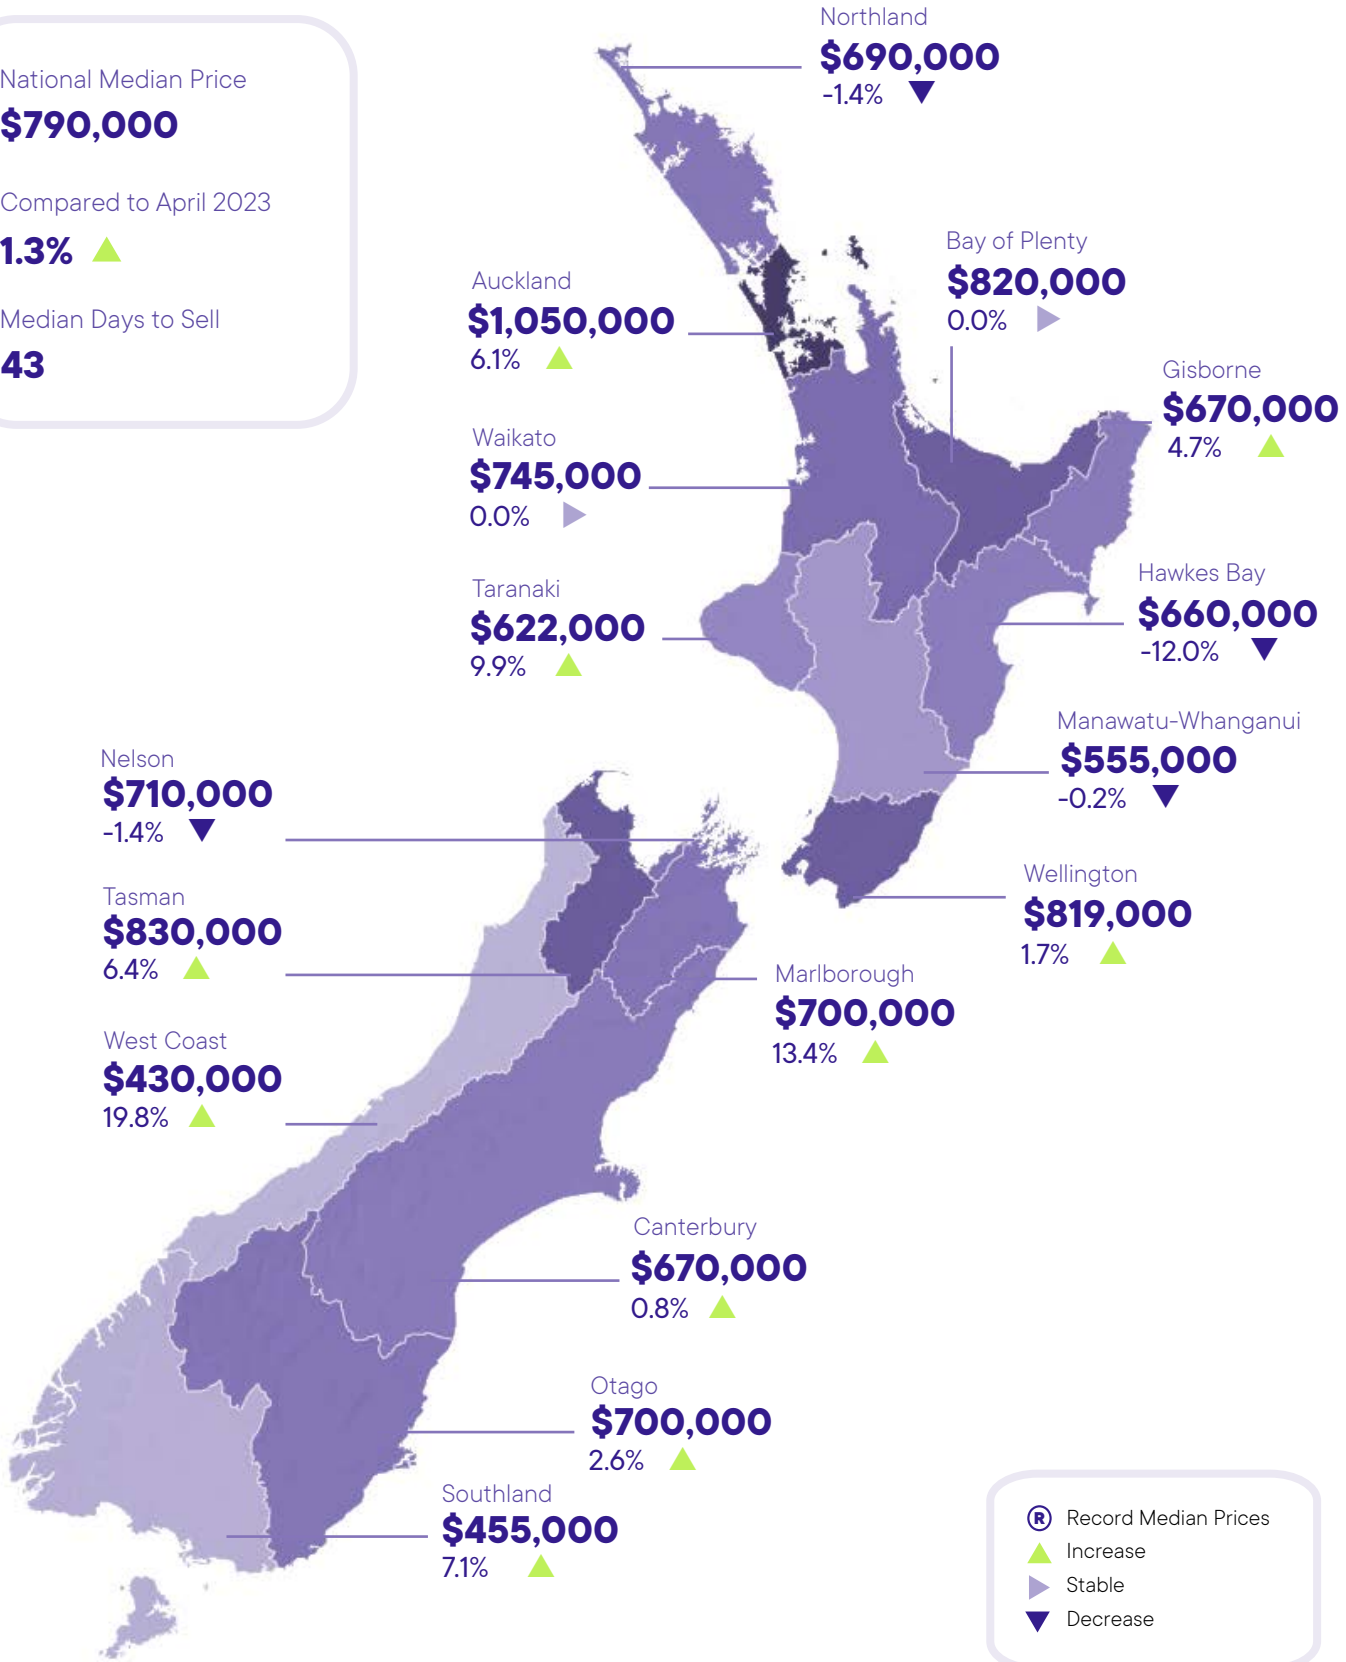 National Median Price
$790,000
Compared to April 2023
1.3%
Median Days to Sell
43
Northland
$690,000
-1.4%
Auckland
$1,050,000
6.1%
Bay of Plenty
$820,000
0.0%
Gisborne
$670,000
4.7%
Waikato
$745,000
0.0%
Taranaki
$622,000
9.9%
Hawkes Bay
$660,000
-12.0%
Manawatu-Whanganui
$555,000
-0.2%
Wellington
$819,000
1.7%
Nelson
$710,000
-1.4%
Tasman
$830,000
6.4%
Marlborough
$700,000
13.4%
West Coast
$430,000
19.8%
Canterbury
$670,000
0.8%
Otago
$700,000
2.6%
Southland
$455,000
7.1%
R Record Median Prices
Increase
Stable
Decrease